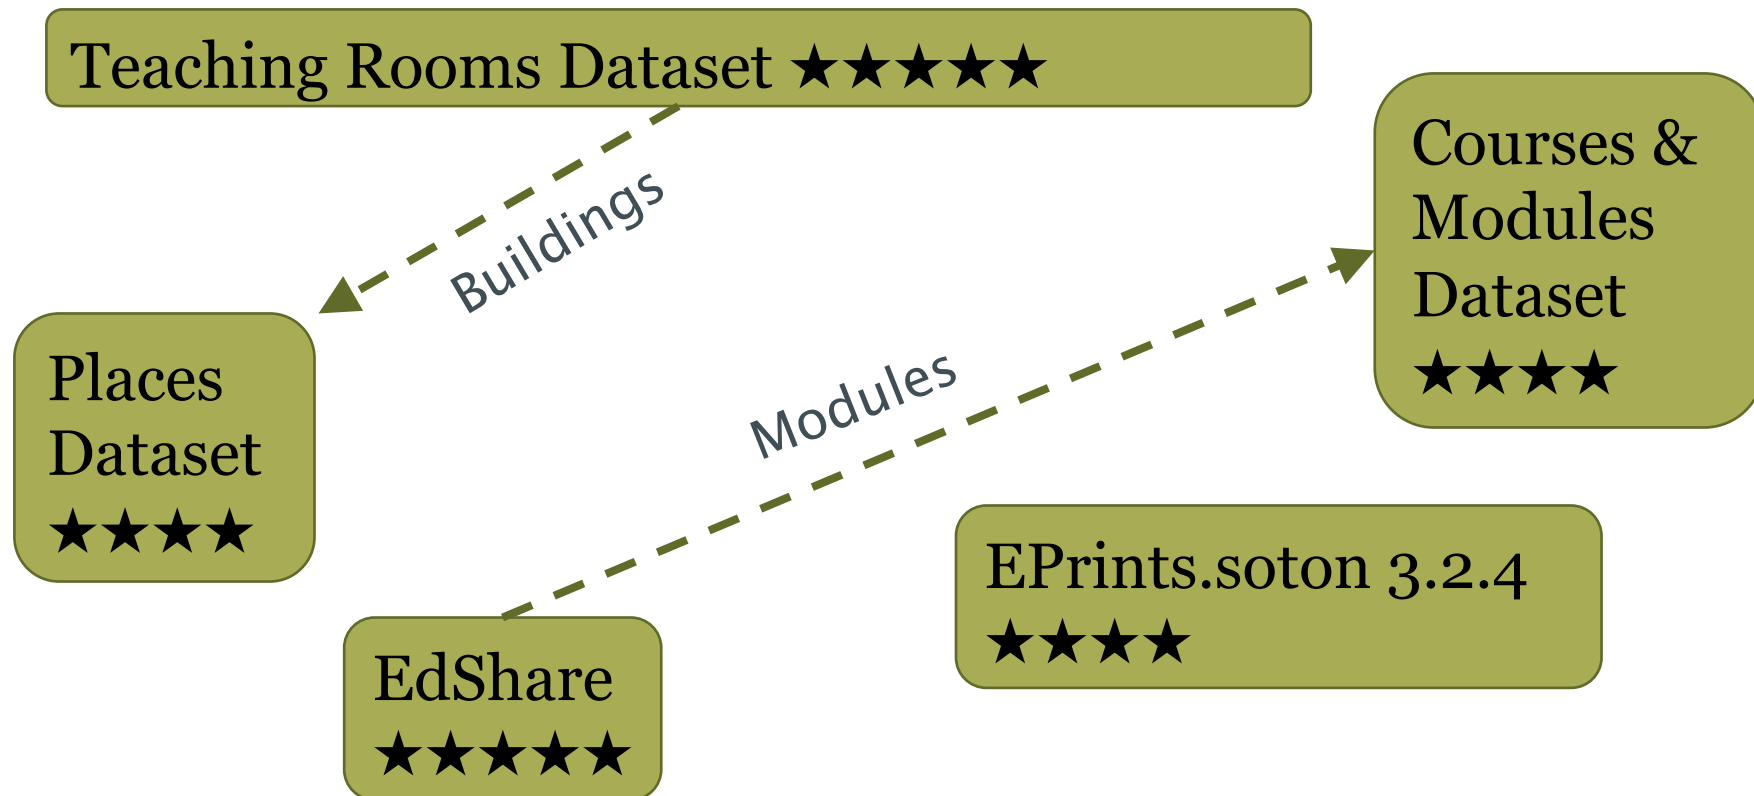 Teaching Rooms Dataset ★★★★★
Courses &
Modules
Dataset
★★★★
Buildings
Places
Dataset
★★★★
Modules
EPrints.soton 3.2.4
★★★★
EdShare
★★★★★